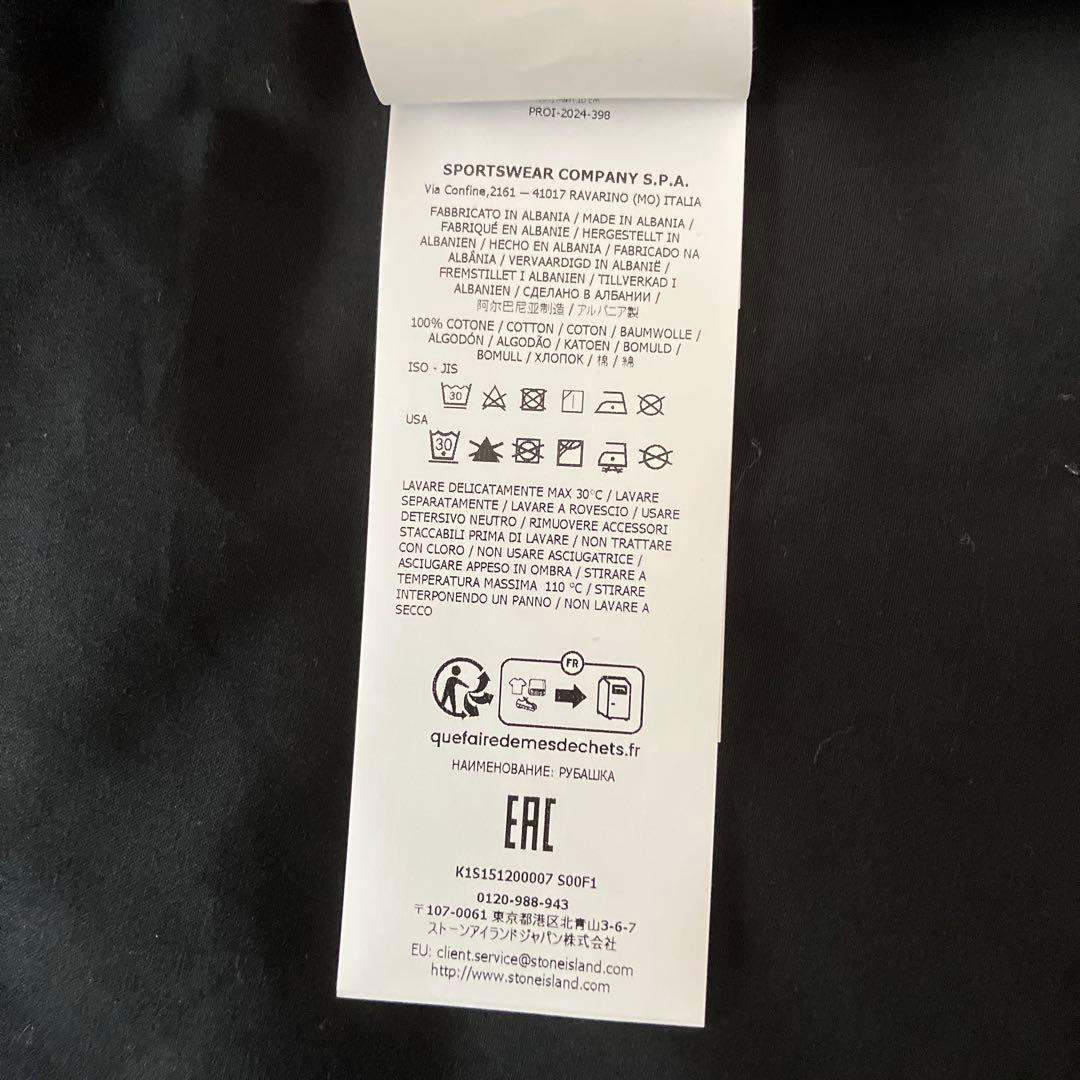 10 cm
PROI-2024-398
SPORTSWEAR COMPANY S.P.A.
Via Confine,2161 — 41017 RAVARINO (MO) ITALIA
FABBRICATO IN ALBANIA / MADE IN ALBANIA /
FABRIQUÉ EN ALBANIE / HERGESTELLT IN
ALBANIEN / HECHO EN ALBANIA / FABRICADO NA
ALBÂNIA / VERVAARDIGD IN ALBANIË /
FREMSTILLET I ALBANIEN / TILLVERKAD I
ALBANIEN / СДЕЛАНО В АЛБАНИИ /
阿尔巴尼亚制造 / アルバニア製
100% COTONE / COTTON / COTON / BAUMWOLLE /
ALGODÓN / ALGODÃO / KATOEN / BOMULD /
BOMULL / ХЛОПОК / 棉 / 綿
ISO - JIS
30
USA
30
LAVARE DELICATAMENTE MAX 30°C / LAVARE
SEPARATAMENTE / LAVARE A ROVESCIO / USARE
DETERSIVO NEUTRO / RIMUOVERE ACCESSORI
STACCABILI PRIMA DI LAVARE / NON TRATTARE
CON CLORO / NON USARE ASCIUGATRICE /
ASCIUGARE APPESO IN OMBRA / STIRARE A
TEMPERATURA MASSIMA 110 °C / STIRARE
INTERPONENDO UN PANNO / NON LAVARE A
SECCO
FR
quefairedemesdechets.fr
НАИМЕНОВАНИЕ: РУБАШКА
EAC
K1S151200007 S00F1
0120-988-943
〒107-0061 東京都港区北青山3-6-7
ストーンアイランドジャパン株式会社
EU: client.service@stoneisland.com
http://www.stoneisland.com